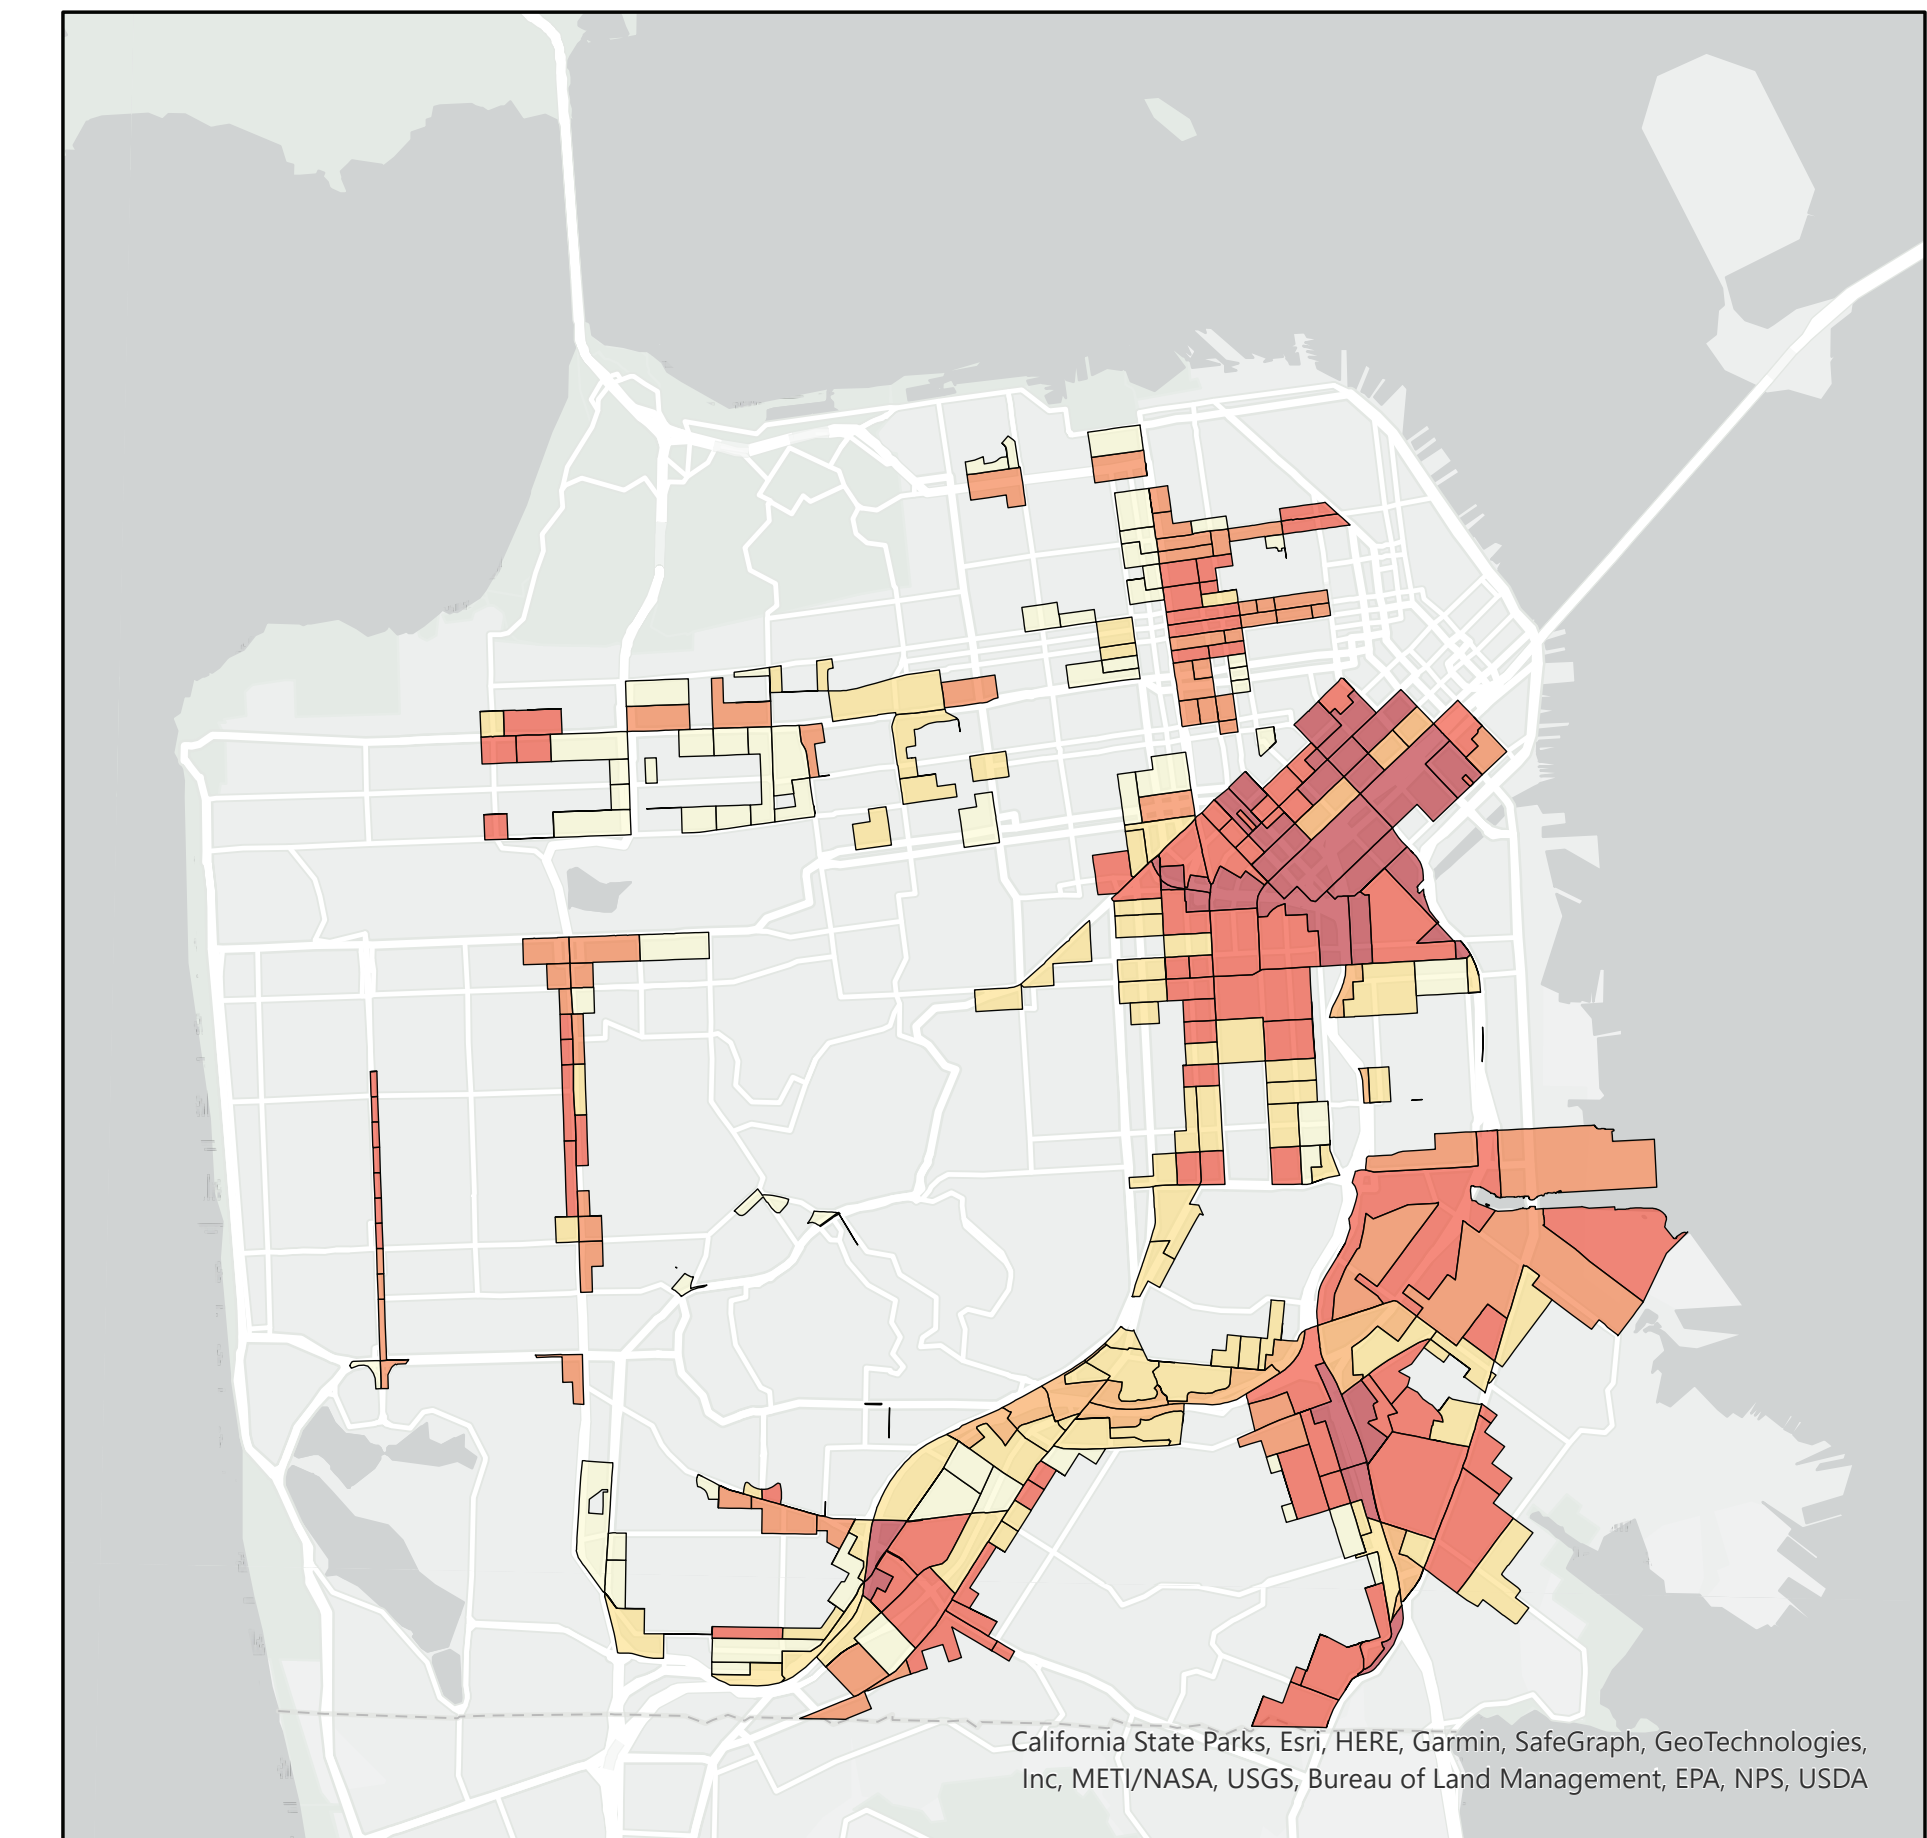 California State Parks, Esri, HERE, Garmin, SafeGraph, GeoTechnologies,
Inc, METI/NASA, USGS, Bureau of Land Management, EPA, NPS, USDA